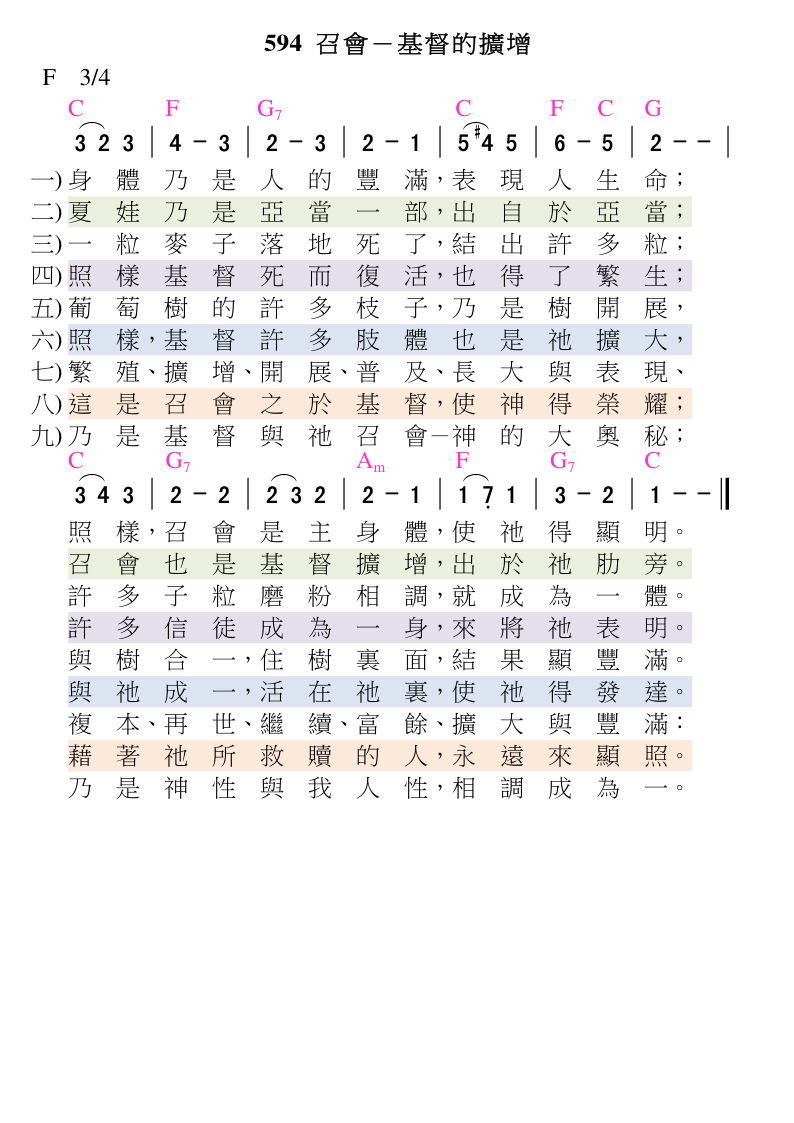 594 召會－基督的擴增
F 3/4
C F G7 C F C G
3 2 3 | 4 - 3 | 2 - 3 | 2 - 1 | 5 #4 5 | 6 - 5 | 2 - - |
一) 身體乃是人的豐滿，表現人生命；
二) 夏娃乃是亞當一部，出自於亞當；
三) 一粒麥子落地死了，結出許多粒；
四) 照樣基督死而復活，也得了繁生；
五) 葡萄樹的許多枝子，乃是樹開展，
六) 照樣，基督許多肢體也是祂擴大，
七) 繁殖、擴增、開展、普及、長大與表現、
八) 這是召會之於基督，使神得榮耀；
九) 乃是基督與祂召會－神的大奧秘；
C G7 Am F G7 C
3 4 3 | 2 - 2 | 2 3 2 | 2 - 1 | 1 7̣ 1 | 3 - 2 | 1 - - ‖
照樣，召會是主身體，使祂得顯明。
召會也是基督擴增，出於祂肋旁。
許多子粒磨粉相調，就成為一體。
許多信徒成為一身，來將祂表明。
與樹合一，住樹裏面，結果顯豐滿。
與祂成一，活在祂裏，使祂得發達。
複本、再世、繼續、富餘、擴大與豐滿：
藉著祂所救贖的人，永遠來顯照。
乃是神性與我人性，相調成為一。